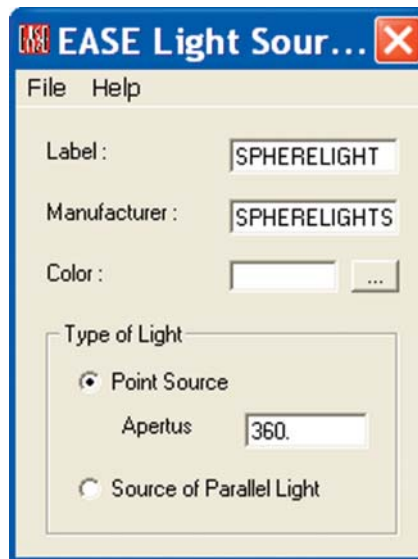 EASE Light Sour...
File Help
Label : SPHERELIGHT
Manufacturer : SPHERELIGHTS
Color : ...
Type of Light
Point Source
Apertus 360.
Source of Parallel Light